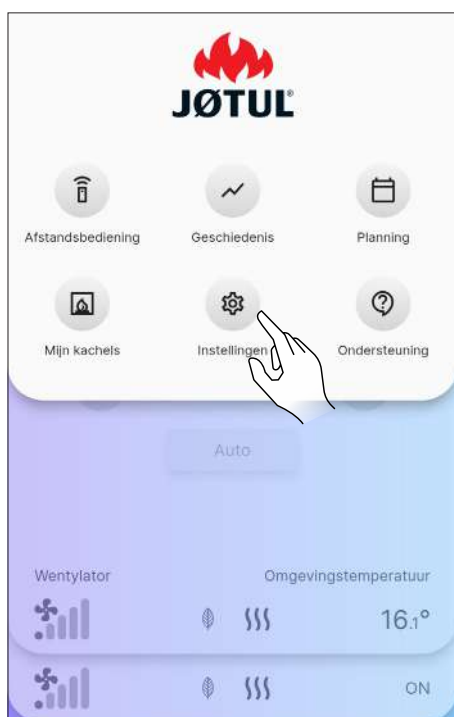 JØTUL®
Afstandsbediening Geschiedenis Planning
Mijn kachels Instellingen Ondersteuning
Auto
Wentylator Omgevingstemperatuur
16.1°
ON